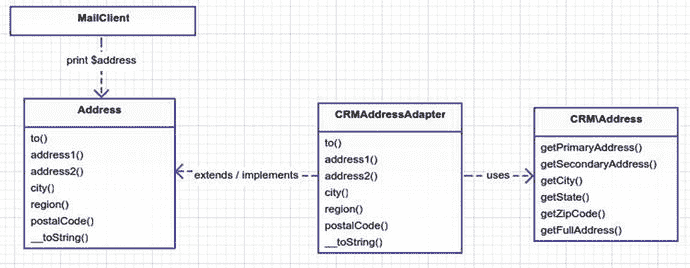 MailClient
print $address
Address
to()
address1()
address2()
city()
region()
postalCode()
__toString()
extends / implements
CRMAddressAdapter
to()
address1()
address2()
city()
region()
postalCode()
__toString()
uses
CRM\Address
getPrimaryAddress()
getSecondaryAddress()
getCity()
getState()
getZipCode()
getFullAddress()